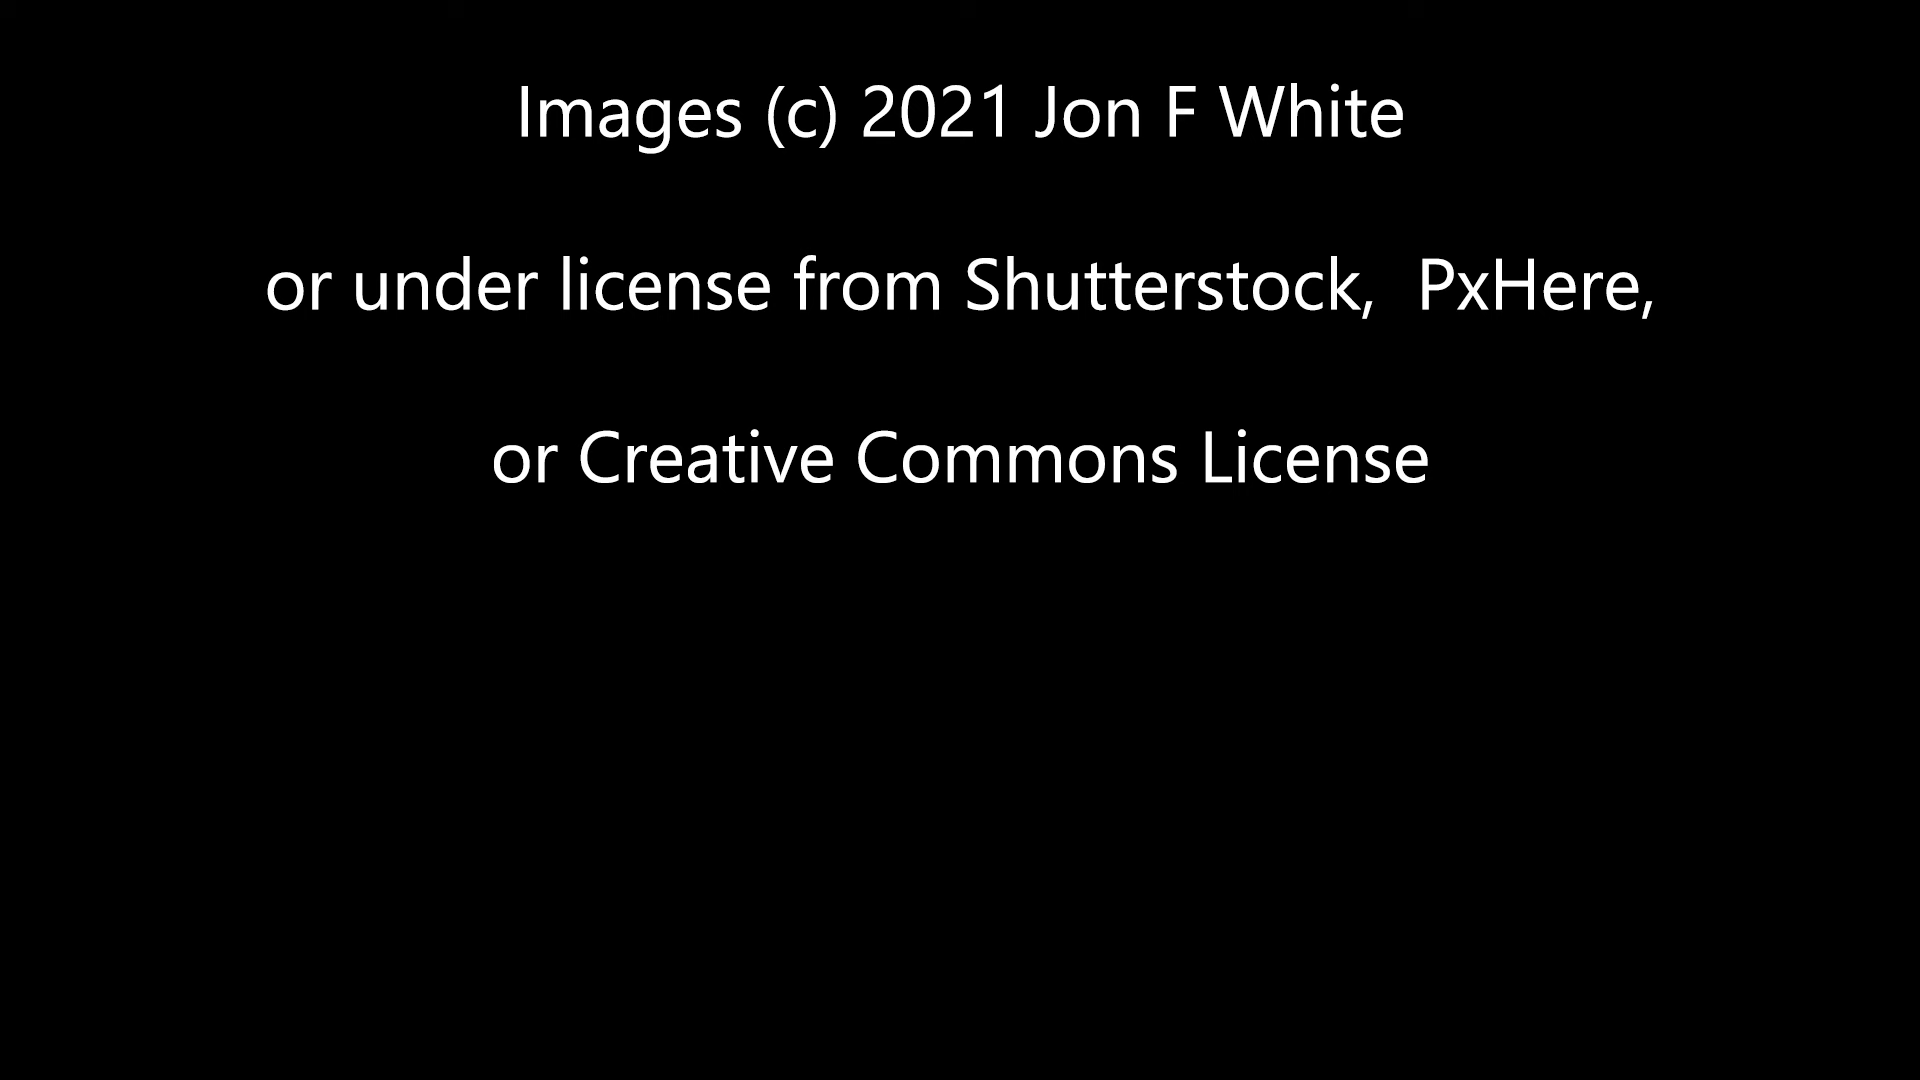 Images (c) 2021 Jon F White
or under license from Shutterstock,  PxHere,
or Creative Commons License